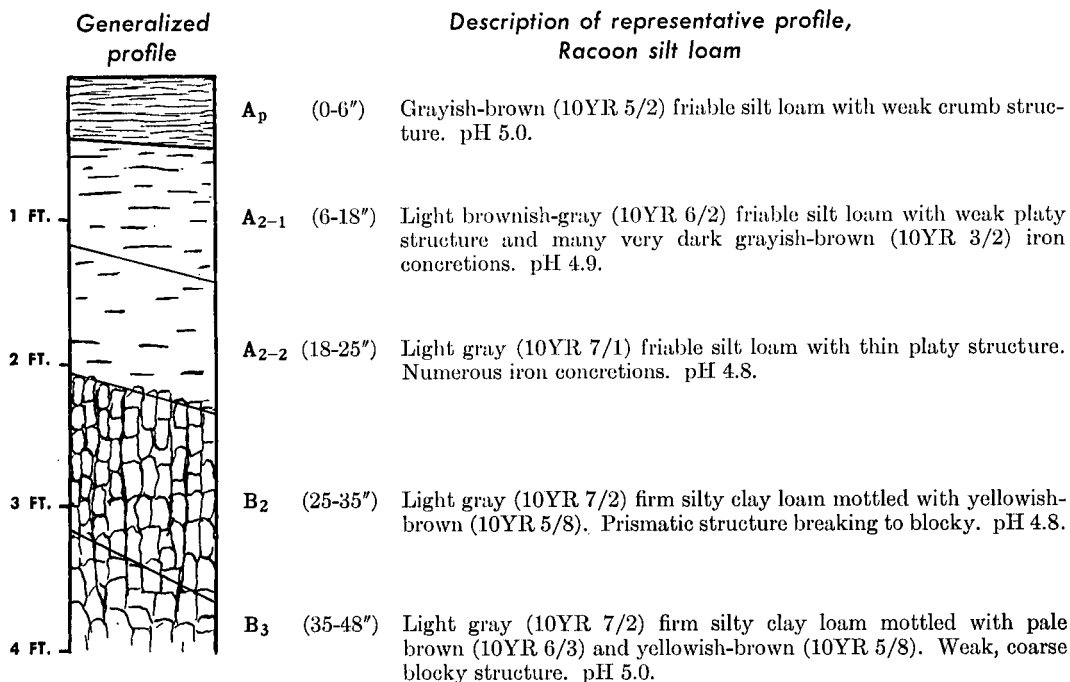 Generalized
profile
Description of representative profile,
Racoon silt loam
1 FT.
2 FT.
3 FT.
4 FT.
Ap (0-6″) Grayish-brown (10YR 5/2) friable silt loam with weak crumb struc-
ture. pH 5.0.
A2-1 (6-18″) Light brownish-gray (10YR 6/2) friable silt loam with weak platy
structure and many very dark grayish-brown (10YR 3/2) iron
concretions. pH 4.9.
A2-2 (18-25″) Light gray (10YR 7/1) friable silt loam with thin platy structure.
Numerous iron concretions. pH 4.8.
B2 (25-35″) Light gray (10YR 7/2) firm silty clay loam mottled with yellowish-
brown (10YR 5/8). Prismatic structure breaking to blocky. pH 4.8.
B3 (35-48″) Light gray (10YR 7/2) firm silty clay loam mottled with pale
brown (10YR 6/3) and yellowish-brown (10YR 5/8). Weak, coarse
blocky structure. pH 5.0.